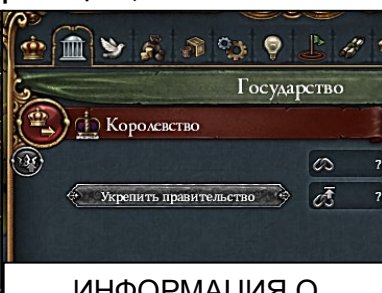 Государство
Королевство
?
Укрепить правительство
?
ИНФОРМАЦИЯ О